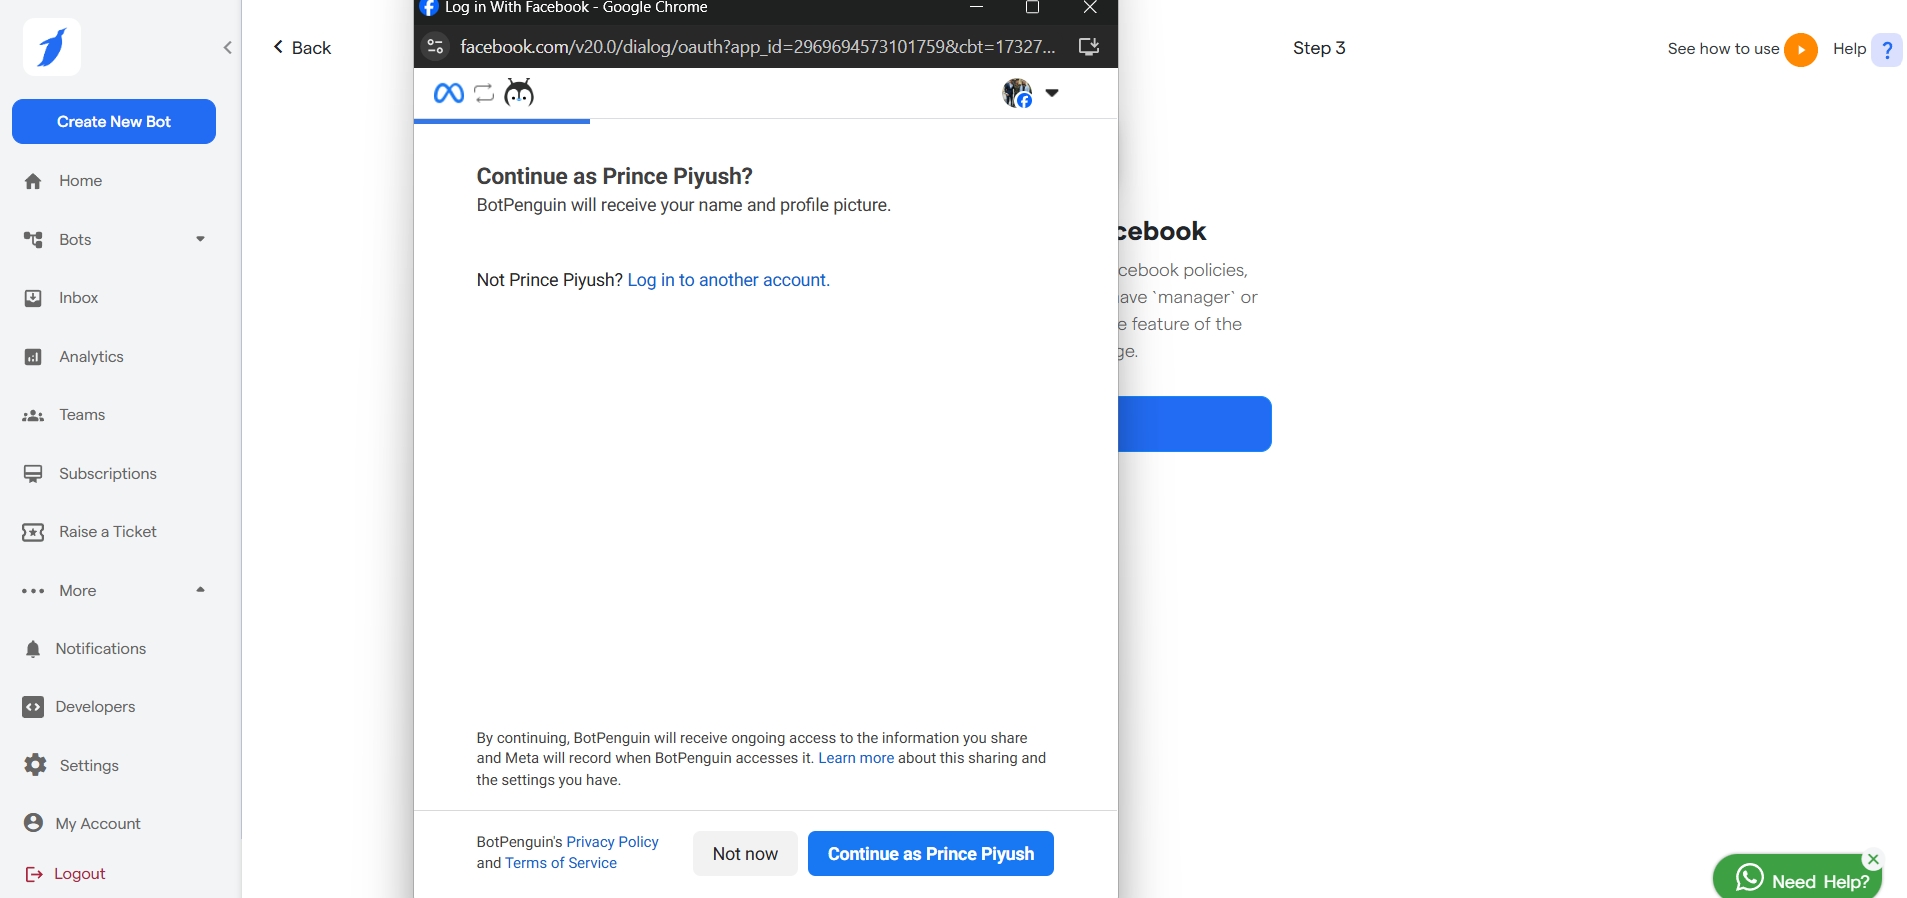 Log in With Facebook - Google Chrome
facebook.com/v20.0/dialog/oauth?app_id=2969694573101759&cbt=17327...
Back
Step 3
See how to use
Help ?
Create New Bot
Home
Bots
Inbox
Analytics
Teams
Subscriptions
Raise a Ticket
More
Notifications
Developers
Settings
My Account
Logout
Continue as Prince Piyush?
BotPenguin will receive your name and profile picture.
Not Prince Piyush? Log in to another account.
By continuing, BotPenguin will receive ongoing access to the information you share
and Meta will record when BotPenguin accesses it. Learn more about this sharing and
the settings you have.
BotPenguin's Privacy Policy
and Terms of Service
Not now
Continue as Prince Piyush
cebook
cebook policies,
ave `manager` or
e feature of the
ge.
Need Help?